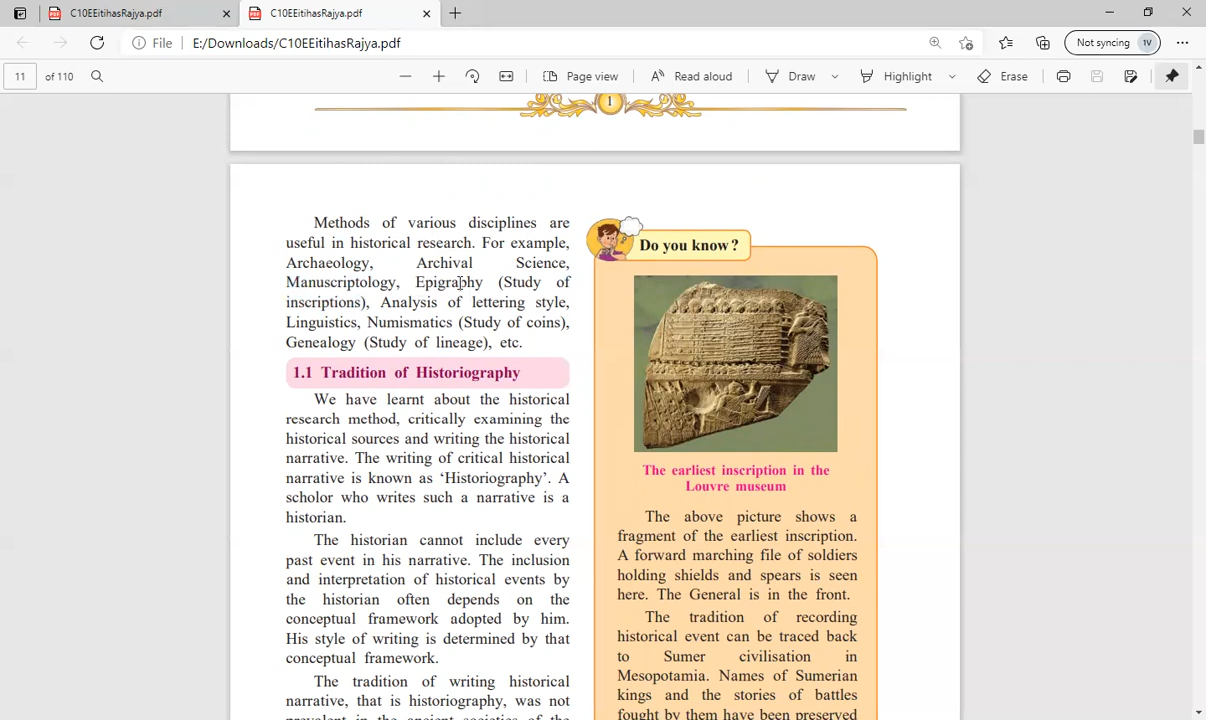 C10EEitihasRajya.pdf
C10EEitihasRajya.pdf
File
E:/Downloads/C10EEitihasRajya.pdf
Not syncing
1V
11
of 110
Page view
Read aloud
Draw
Highlight
Erase
1
Methods of various disciplines are
useful in historical research. For example,
Archaeology, Archival Science,
Manuscriptology, Epigraphy (Study of
inscriptions), Analysis of lettering style,
Linguistics, Numismatics (Study of coins),
Genealogy (Study of lineage), etc.
1.1 Tradition of Historiography
We have learnt about the historical
research method, critically examining the
historical sources and writing the historical
narrative. The writing of critical historical
narrative is known as ‘Historiography’. A
scholor who writes such a narrative is a
historian.
The historian cannot include every
past event in his narrative. The inclusion
and interpretation of historical events by
the historian often depends on the
conceptual framework adopted by him.
His style of writing is determined by that
conceptual framework.
The tradition of writing historical
narrative, that is historiography, was not
prevalent in the ancient societies of the
Do you know ?
The earliest inscription in the
Louvre museum
The above picture shows a
fragment of the earliest inscription.
A forward marching file of soldiers
holding shields and spears is seen
here. The General is in the front.
The tradition of recording
historical event can be traced back
to Sumer civilisation in
Mesopotamia. Names of Sumerian
kings and the stories of battles
fought by them have been preserved